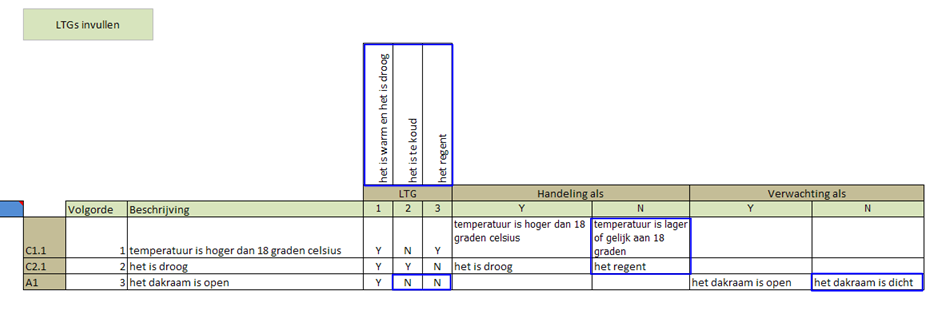 LTGs invullen
het is warm en het is droog
het is te koud
het regent
LTG Handeling als Verwachting als
Volgorde Beschrijving 1 2 3 Y N Y N
C1.1 1 temperatuur is hoger dan 18 graden celsius Y N Y temperatuur is hoger dan 18 graden celsius temperatuur is lager of gelijk aan 18 graden
C2.1 2 het is droog Y Y N het is droog het regent
A1 3 het dakraam is open Y N N het dakraam is open het dakraam is dicht